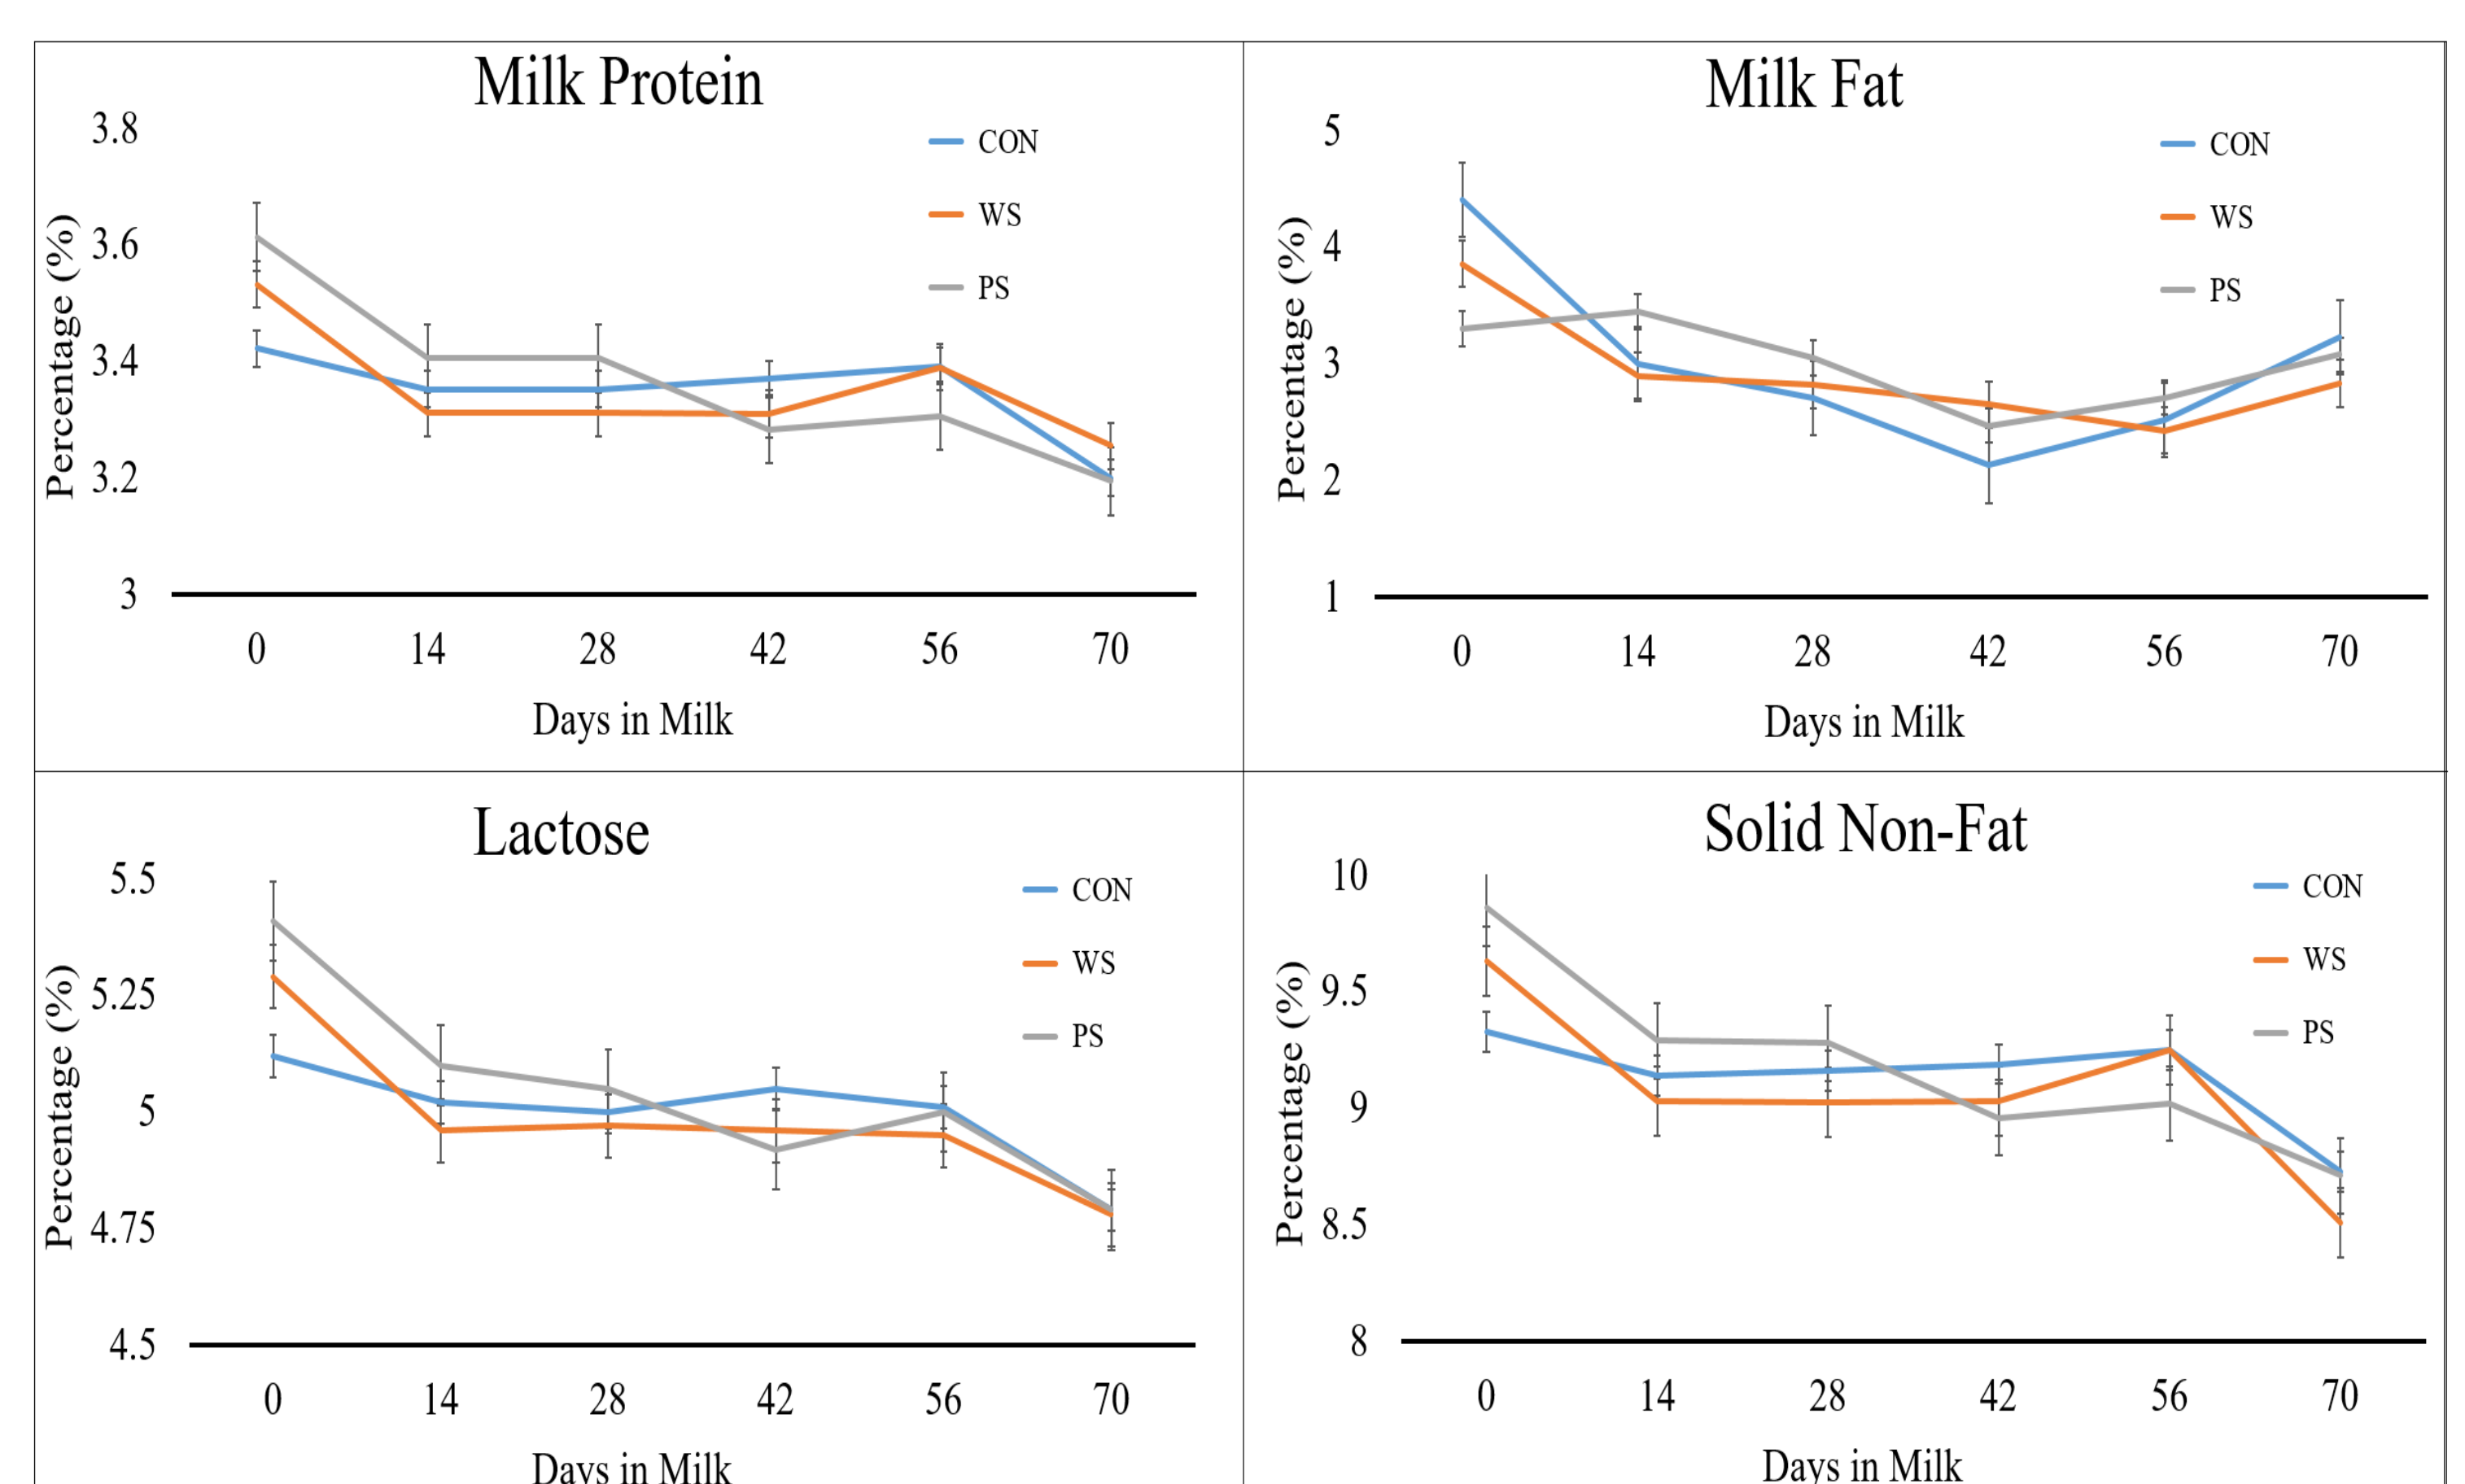 Milk Protein
3.8
3.6
3.4
3.2
3
Percentage (%)
CON
WS
PS
0 14 28 42 56 70
Days in Milk
Milk Fat
5
4
3
2
1
Percentage (%)
CON
WS
PS
0 14 28 42 56 70
Days in Milk
Lactose
5.5
5.25
5
4.75
4.5
Percentage (%)
CON
WS
PS
0 14 28 42 56 70
Days in Milk
Solid Non-Fat
10
9.5
9
8.5
8
Percentage (%)
CON
WS
PS
0 14 28 42 56 70
Days in Milk